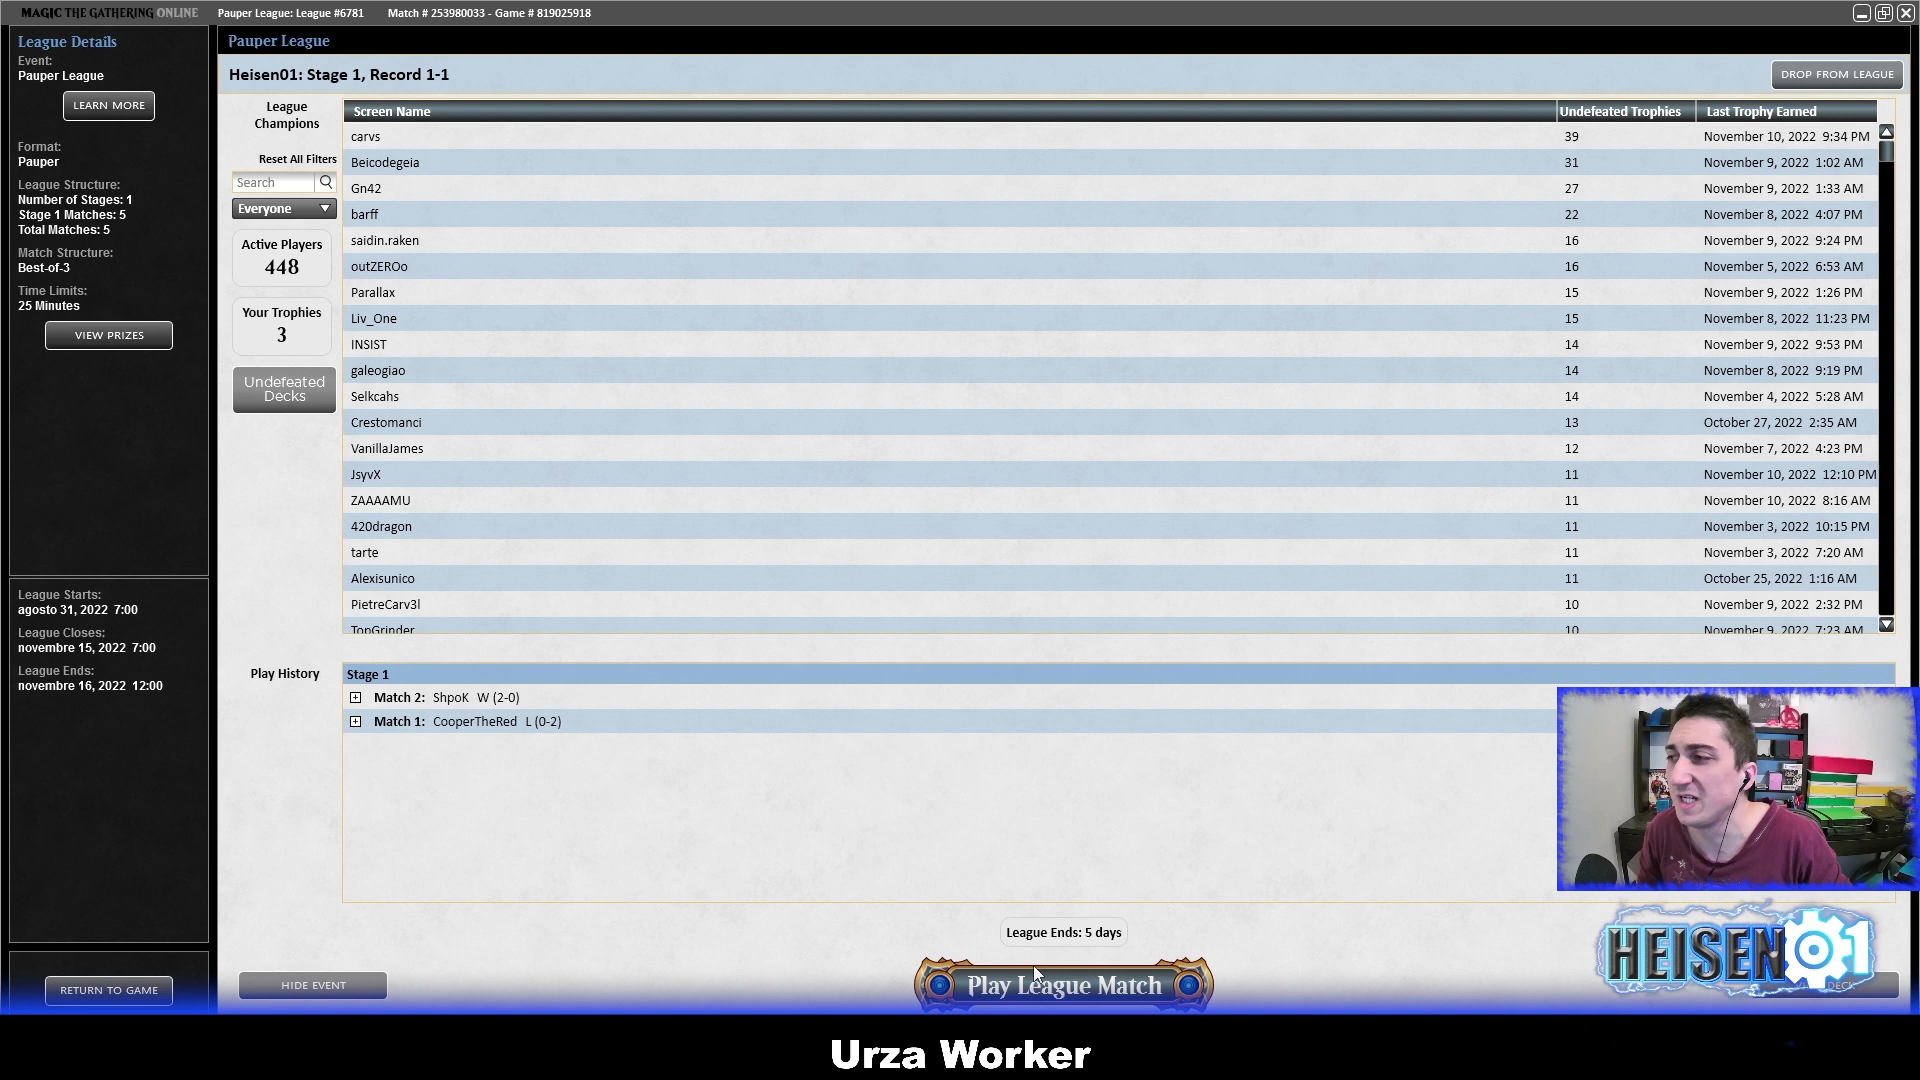 MAGIC THE GATHERING ONLINE Pauper League: League #6781 Match # 253980033 - Game # 819025918
League Details
Event:
Pauper League
LEARN MORE
Format:
Pauper
League Structure:
Number of Stages: 1
Stage 1 Matches: 5
Total Matches: 5
Match Structure:
Best-of-3
Time Limits:
25 Minutes
VIEW PRIZES
League Starts:
agosto 31, 2022 7:00
League Closes:
novembre 15, 2022 7:00
League Ends:
novembre 16, 2022 12:00
RETURN TO GAME
Pauper League
Heisen01: Stage 1, Record 1-1 DROP FROM LEAGUE
League
Champions
Reset All Filters
Search
Everyone
Active Players
448
Your Trophies
3
Undefeated
Decks
Screen Name Undefeated Trophies Last Trophy Earned
carvs 39 November 10, 2022 9:34 PM
Beicodegeia 31 November 9, 2022 1:02 AM
Gn42 27 November 9, 2022 1:33 AM
barff 22 November 8, 2022 4:07 PM
saidin.raken 16 November 9, 2022 9:24 PM
outZEROo 16 November 5, 2022 6:53 AM
Parallax 15 November 9, 2022 1:26 PM
Liv_One 15 November 8, 2022 11:23 PM
INSIST 14 November 9, 2022 9:53 PM
galeogiao 14 November 8, 2022 9:19 PM
Selkcahs 14 November 4, 2022 5:28 AM
Crestomanci 13 October 27, 2022 2:35 AM
VanillaJames 12 November 7, 2022 4:23 PM
JsyvX 11 November 10, 2022 12:10 PM
ZAAAAMU 11 November 10, 2022 8:16 AM
420dragon 11 November 3, 2022 10:15 PM
tarte 11 November 3, 2022 7:20 AM
Alexisunico 11 October 25, 2022 1:16 AM
PietreCarv3l 10 November 9, 2022 2:32 PM
TopGrinder 10 November 9, 2022 7:23 AM
Play History
Stage 1
Match 2: ShpoK W (2-0)
Match 1: CooperTheRed L (0-2)
League Ends: 5 days
HIDE EVENT
Play League Match
HEISEN01
Urza Worker